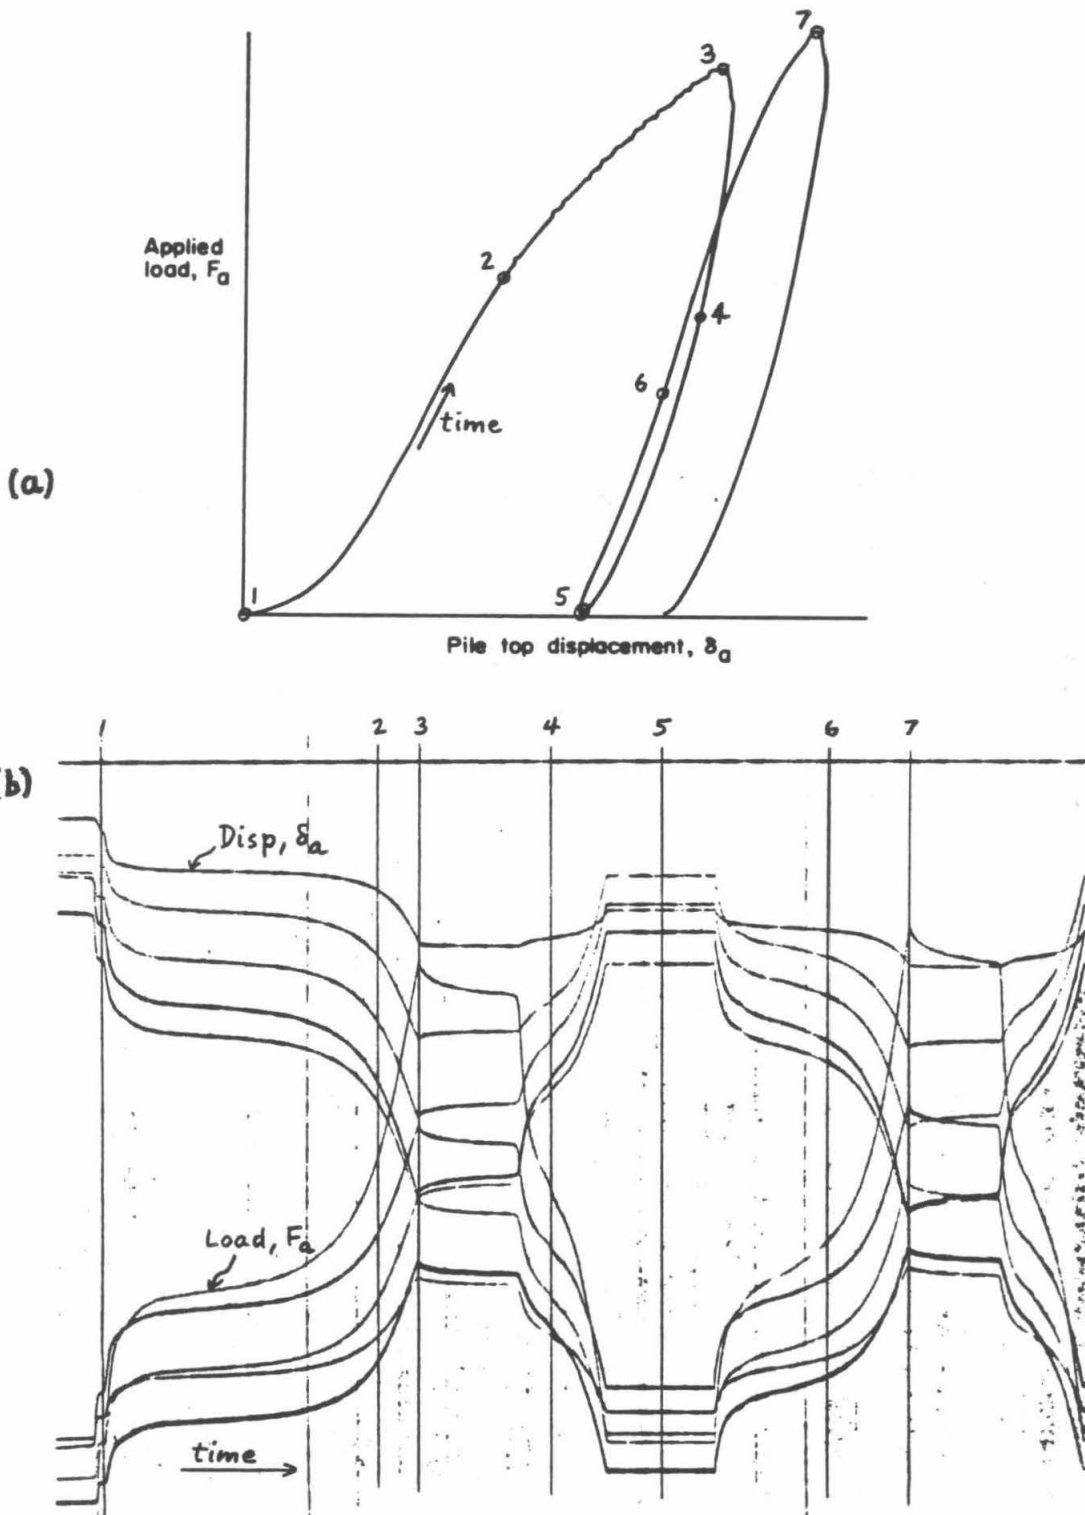 7
3
Applied
load, Fa
2
4
6
time
(a)
1
5
Pile top displacement, δa
1 2 3 4 5 6 7
(b)
Disp, δa
Load, Fa
time